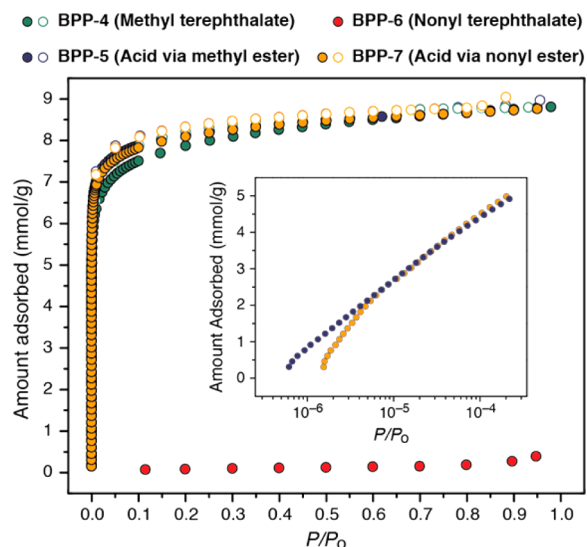 BPP-4 (Methyl terephthalate) BPP-6 (Nonyl terephthalate)
BPP-5 (Acid via methyl ester) BPP-7 (Acid via nonyl ester)
Amount adsorbed (mmol/g)
9
8
7
6
5
4
3
2
1
0
Amount Adsorbed (mmol/g)
5
4
3
2
1
0
10⁻⁶ 10⁻⁵ 10⁻⁴
P/P₀
0.0 0.1 0.2 0.3 0.4 0.5 0.6 0.7 0.8 0.9 1.0
P/P₀